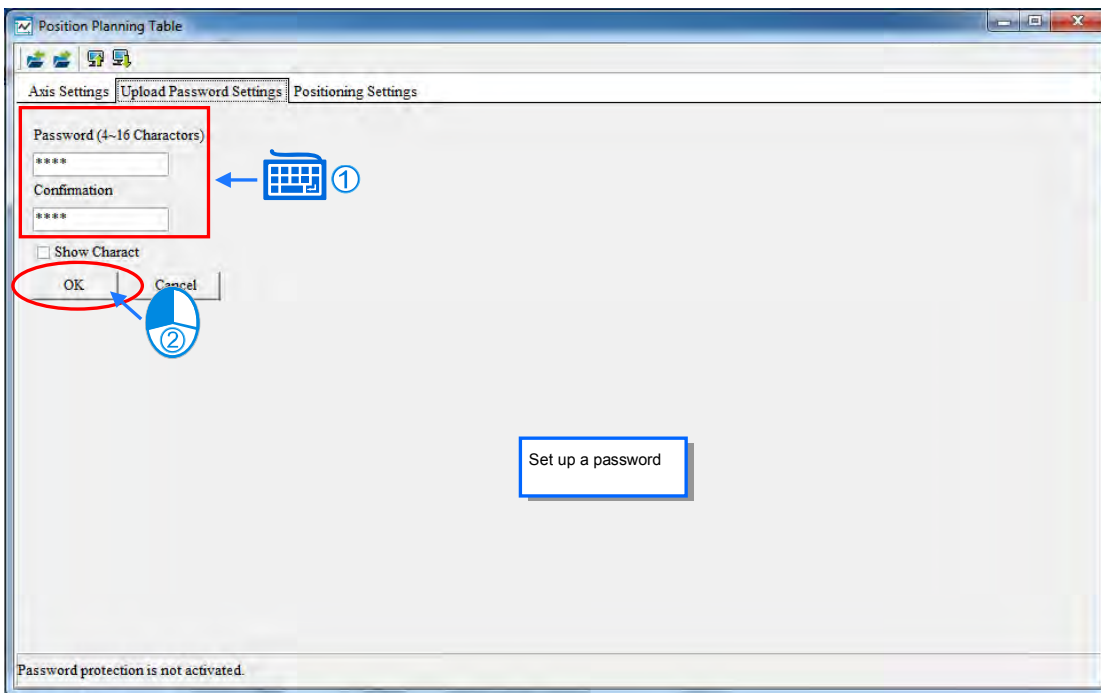 Position Planning Table
Axis Settings Upload Password Settings Positioning Settings
Password (4~16 Charactors)
****
①
Confirmation
****
Show Charact
OK Cancel
②
Set up a password
Password protection is not activated.